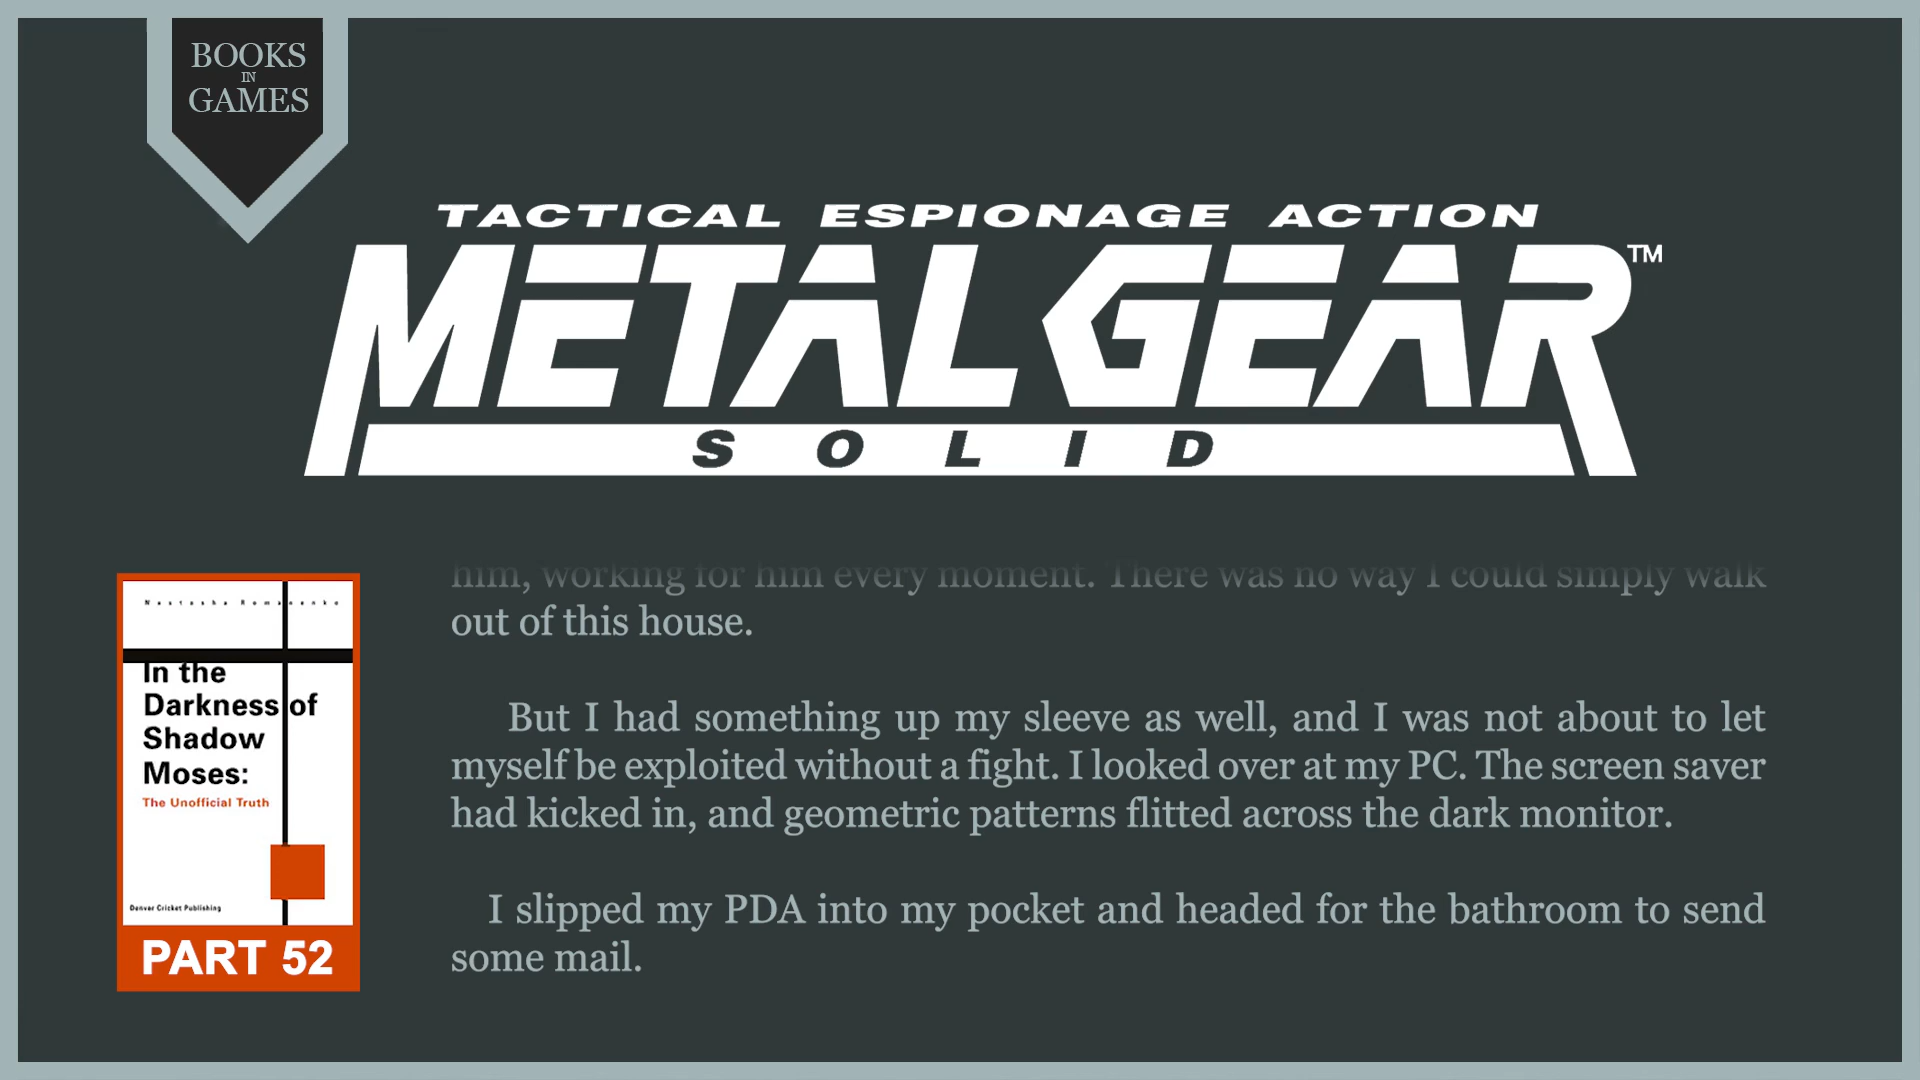 BOOKS
IN
GAMES
TACTICAL ESPIONAGE ACTION
METAL GEAR™
SOLID
Nastasha Romanenko
In the
Darkness of
Shadow
Moses:
The Unofficial Truth
Denver Cricket Publishing
PART 52
him, working for him every moment. There was no way I could simply walk
out of this house.
But I had something up my sleeve as well, and I was not about to let
myself be exploited without a fight. I looked over at my PC. The screen saver
had kicked in, and geometric patterns flitted across the dark monitor.
I slipped my PDA into my pocket and headed for the bathroom to send
some mail.